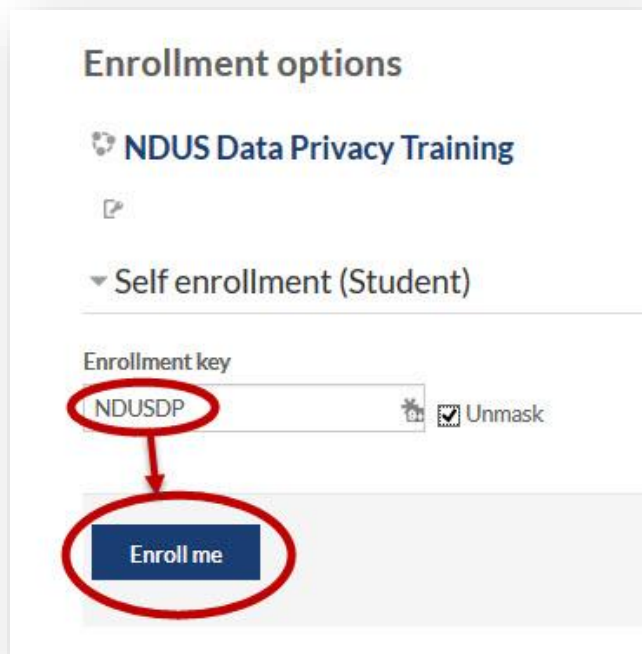 Enrollment options
NDUS Data Privacy Training
Self enrollment (Student)
Enrollment key
NDUSDP
Unmask
Enroll me